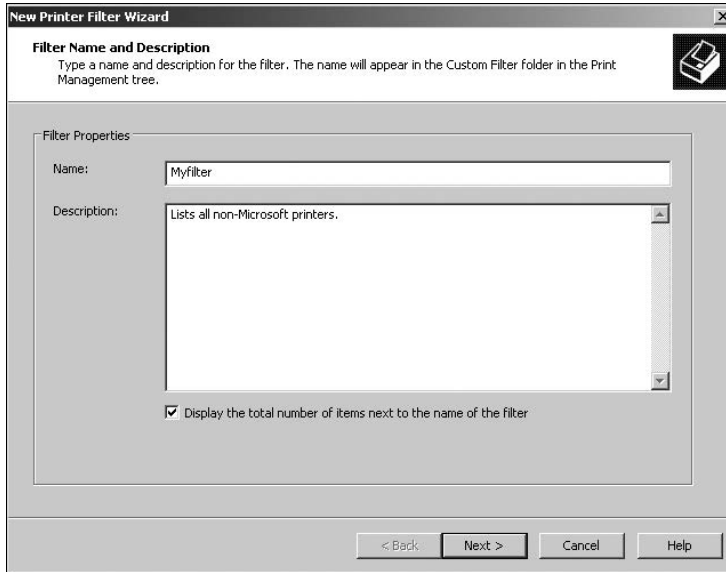 New Printer Filter Wizard
Filter Name and Description
Type a name and description for the filter. The name will appear in the Custom Filter folder in the Print
Management tree.
Filter Properties
Name:
Myfilter
Description:
Lists all non-Microsoft printers.
Display the total number of items next to the name of the filter
< Back
Next >
Cancel
Help